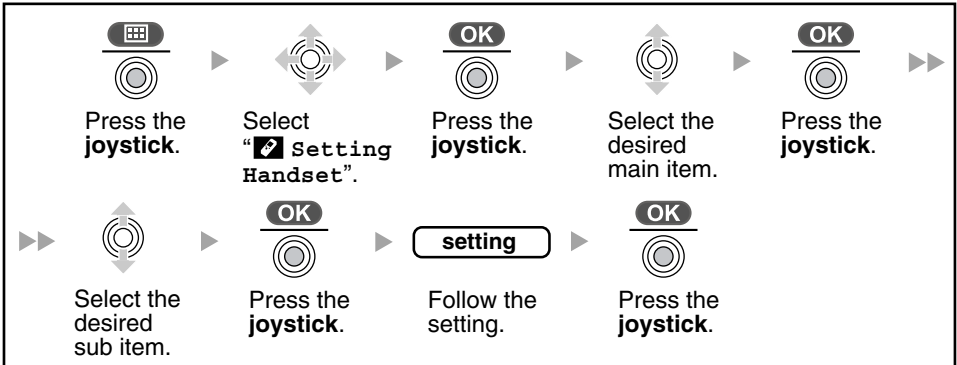 OK
OK
Press the
joystick.
Select
“ Setting
Handset”.
Press the
joystick.
Select the
desired
main item.
Press the
joystick.
OK
setting
OK
Select the
desired
sub item.
Press the
joystick.
Follow the
setting.
Press the
joystick.